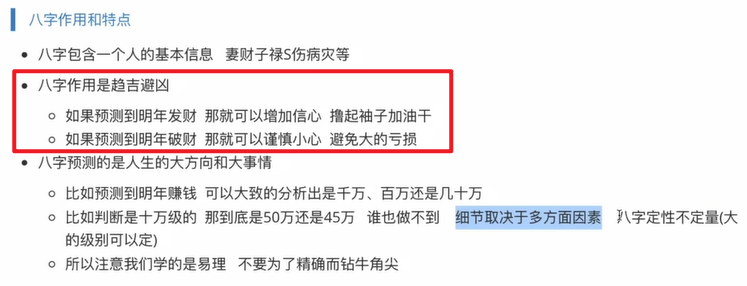 八字作用和特点
八字包含一个人的基本信息 妻财子禄S伤病灾等
八字作用是趋吉避凶
如果预测到明年发财 那就可以增加信心 撸起袖子加油干
如果预测到明年破财 那就可以谨慎小心 避免大的亏损
八字预测的是人生的大方向和大事情
比如预测到明年赚钱 可以大致的分析出是千万、百万还是几十万
比如判断是十万级的 那到底是50万还是45万 谁也做不到 细节取决于多方面因素 八字定性不定量(大
的级别可以定)
所以注意我们学的是易理 不要为了精确而钻牛角尖